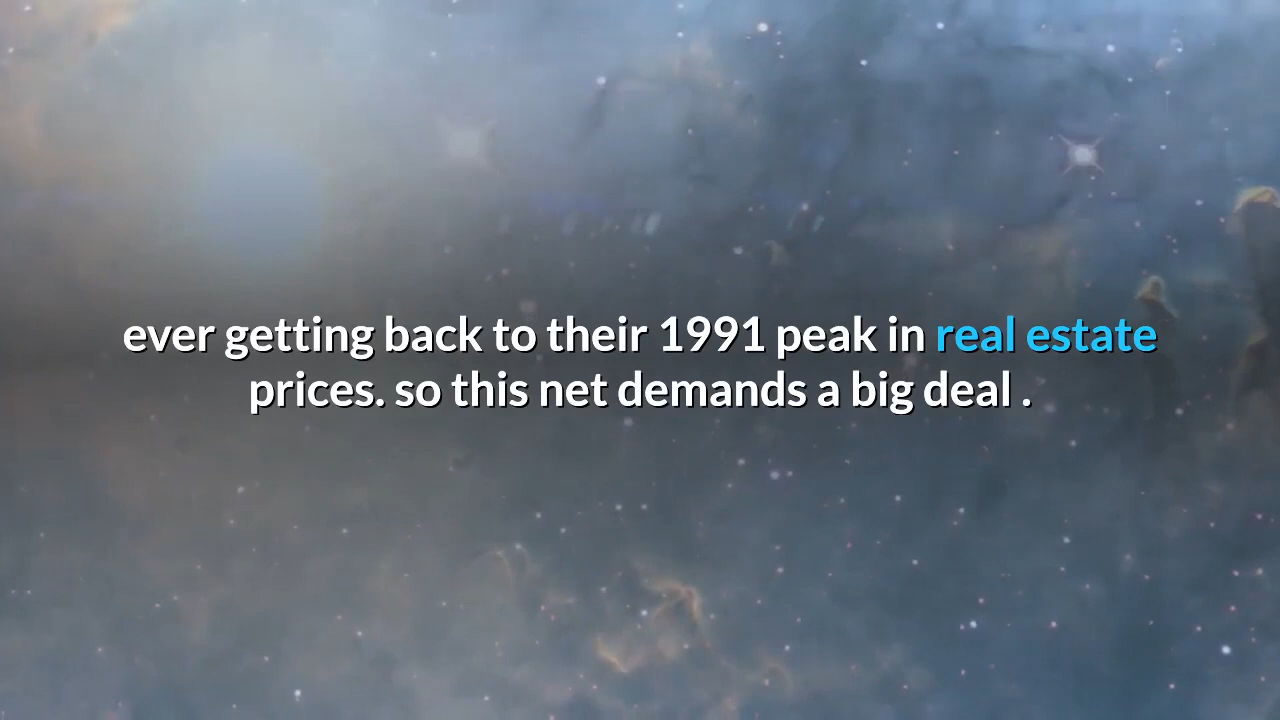 ever getting back to their 1991 peak in real estate
prices. so this net demands a big deal .